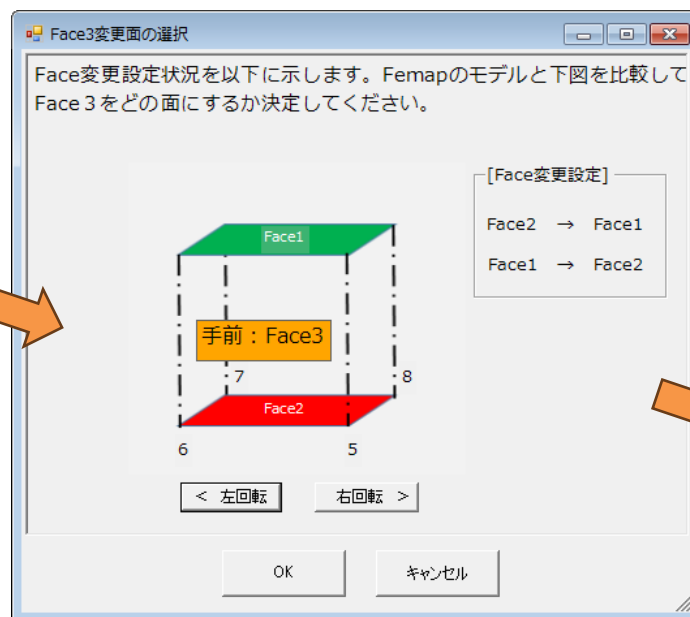 Face3変更面の選択
Face変更設定状況を以下に示します。Femapのモデルと下図を比較して
Face３をどの面にするか決定してください。
[Face変更設定]
Face2 → Face1
Face1 → Face2
Face1
手前：Face3
7
8
Face2
6
5
< 左回転
右回転 >
OK
キャンセル